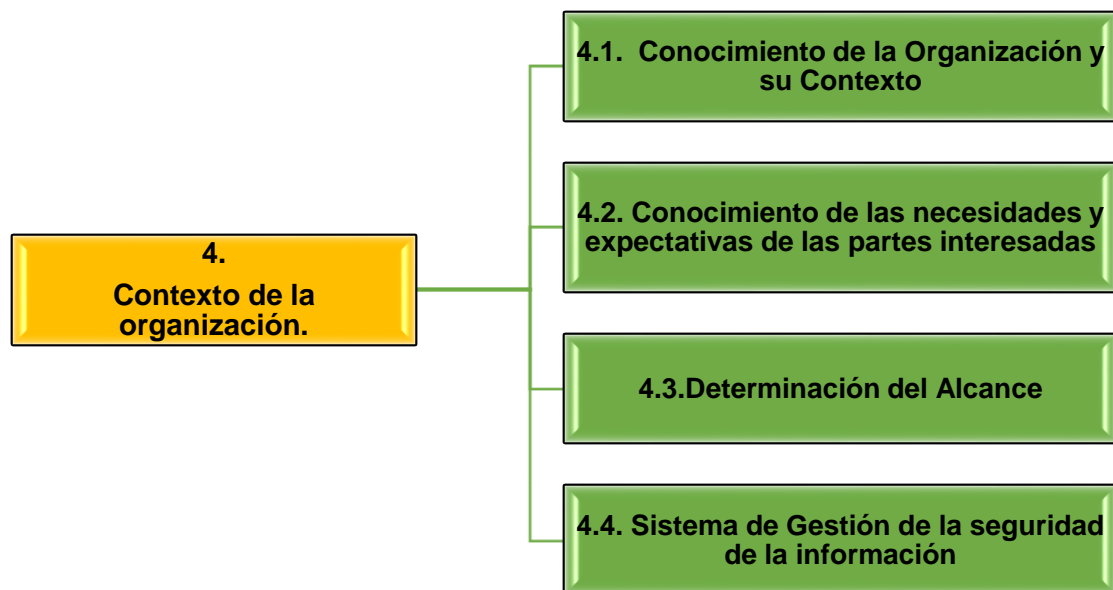 4.1. Conocimiento de la Organización y
su Contexto
4.2. Conocimiento de las necesidades y
expectativas de las partes interesadas
4.
Contexto de la
organización.
4.3.Determinación del Alcance
4.4. Sistema de Gestión de la seguridad
de la información